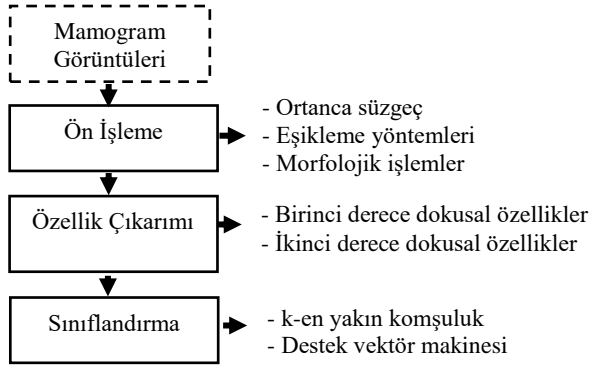 Mamogram
Görüntüleri
Ön İşleme
- Ortanca süzgeç
- Eşikleme yöntemleri
- Morfolojik işlemler
Özellik Çıkarımı
- Birinci derece dokusal özellikler
- İkinci derece dokusal özellikler
Sınıflandırma
- k-en yakın komşuluk
- Destek vektör makinesi